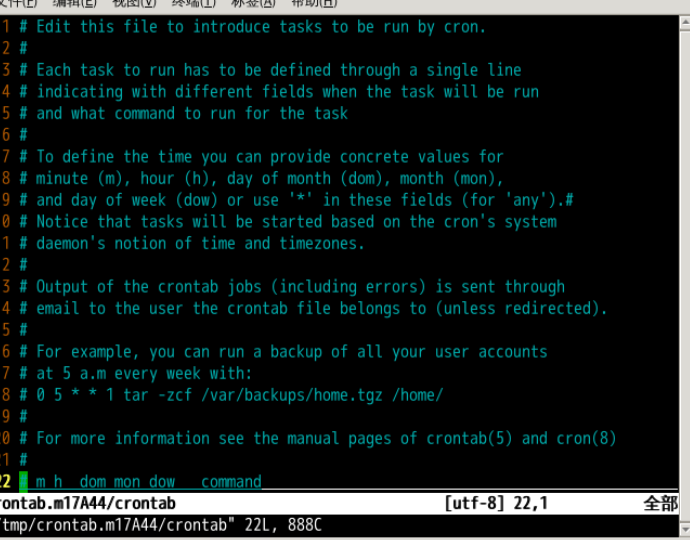 文件(F) 编辑(E) 视图(V) 终端(T) 标签(A) 帮助(H)
1 # Edit this file to introduce tasks to be run by cron.
2 #
3 # Each task to run has to be defined through a single line
4 # indicating with different fields when the task will be run
5 # and what command to run for the task
6 #
7 # To define the time you can provide concrete values for
8 # minute (m), hour (h), day of month (dom), month (mon),
9 # and day of week (dow) or use '*' in these fields (for 'any').#
0 # Notice that tasks will be started based on the cron's system
1 # daemon's notion of time and timezones.
2 #
3 # Output of the crontab jobs (including errors) is sent through
4 # email to the user the crontab file belongs to (unless redirected).
5 #
6 # For example, you can run a backup of all your user accounts
7 # at 5 a.m every week with:
8 # 0 5 * * 1 tar -zcf /var/backups/home.tgz /home/
9 #
20 # For more information see the manual pages of crontab(5) and cron(8)
21 #
22 # m h  dom mon dow   command
rontab.m17A44/crontab [utf-8] 22,1 全部
tmp/crontab.m17A44/crontab" 22L, 888C